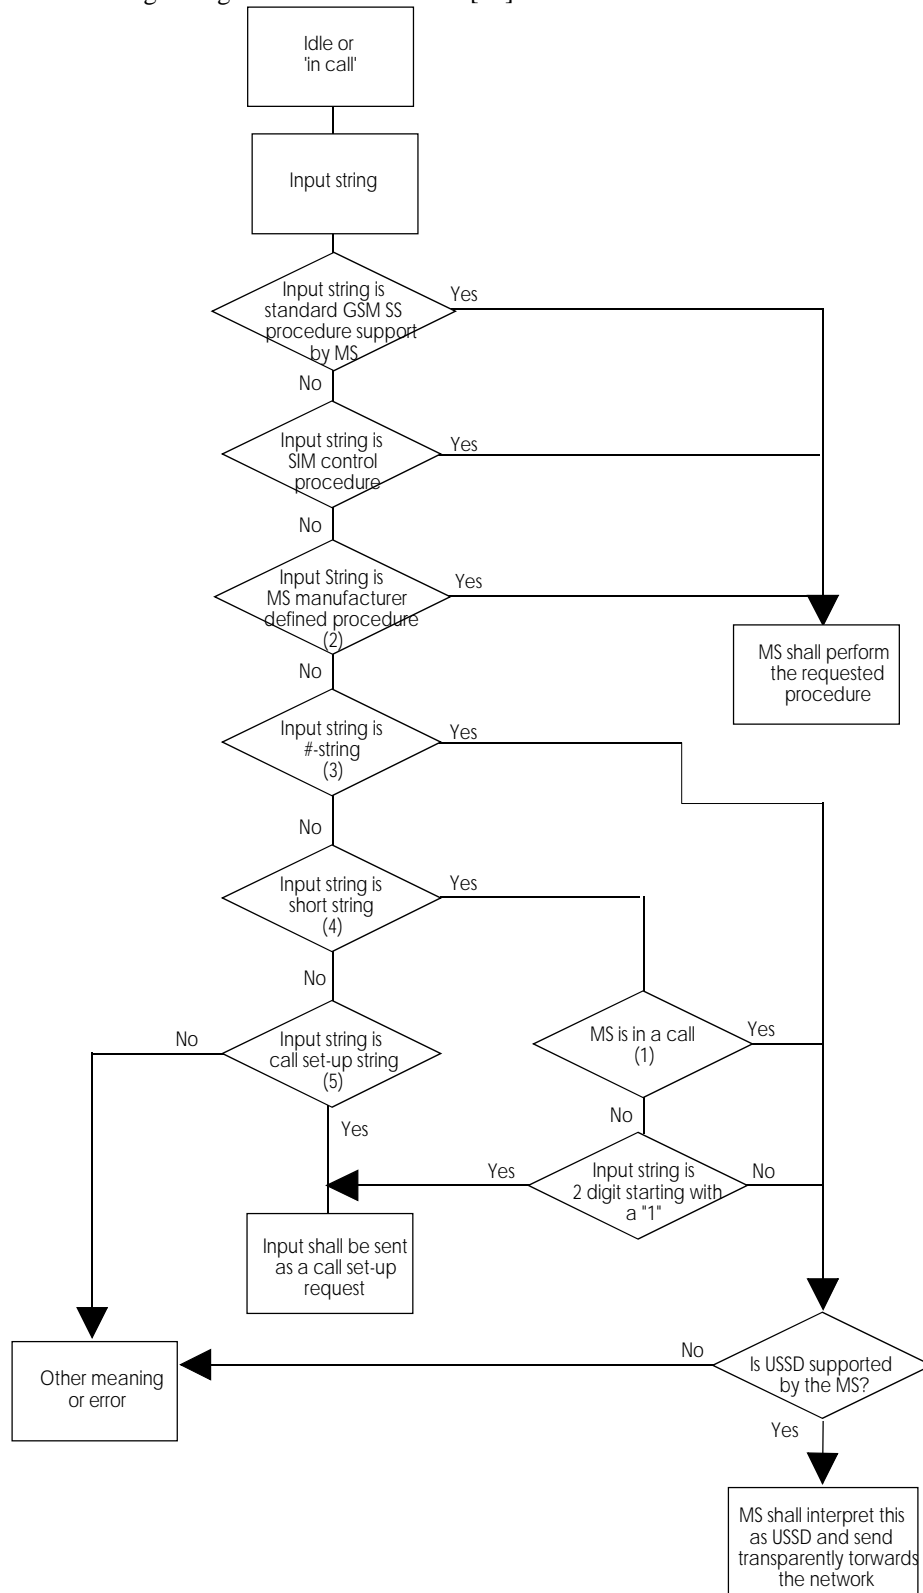 Idle or
'in call'
Input string
Input string is
standard GSM SS
procedure support
by MS
Yes
No
Input string is
SIM control
procedure
Yes
No
Input String is
MS manufacturer
defined procedure
(2)
Yes
No
MS shall perform
the requested
procedure
Input string is
#-string
(3)
Yes
No
Input string is
short string
(4)
Yes
No
MS is in a call
(1)
Yes
No
Input string is
call set-up string
(5)
No
Yes
Input string is
2 digit starting with
a "1"
Yes
No
Input shall be sent
as a call set-up
request
Other meaning
or error
No
Is USSD supported
by the MS?
Yes
MS shall interpret this
as USSD and send
transparently torwards
the network